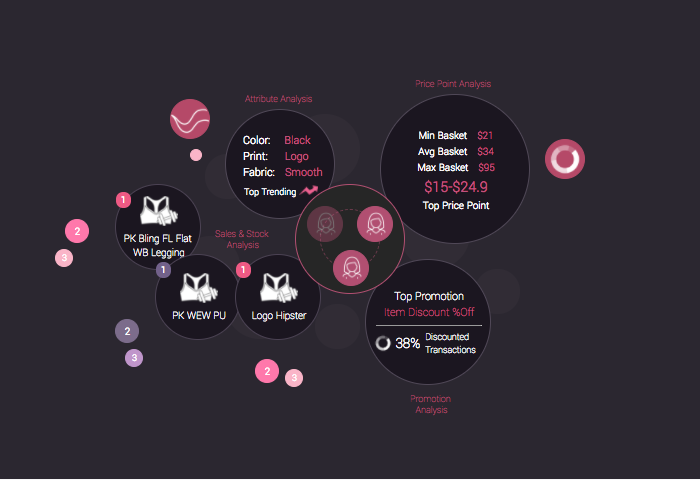 Price Point Analysis
Attribute Analysis
Min Basket $21
Avg Basket $34
Max Basket $95
$15-$24.9
Top Price Point
Color: Black
Print: Logo
Fabric: Smooth
Top Trending
1
PK Bling FL Flat
WB Legging
2
3
Sales & Stock
Analysis
1
PK WEW PU
2
3
1
Logo Hipster
2
3
Top Promotion
Item Discount %Off
38% Discounted
Transactions
Promotion
Analysis